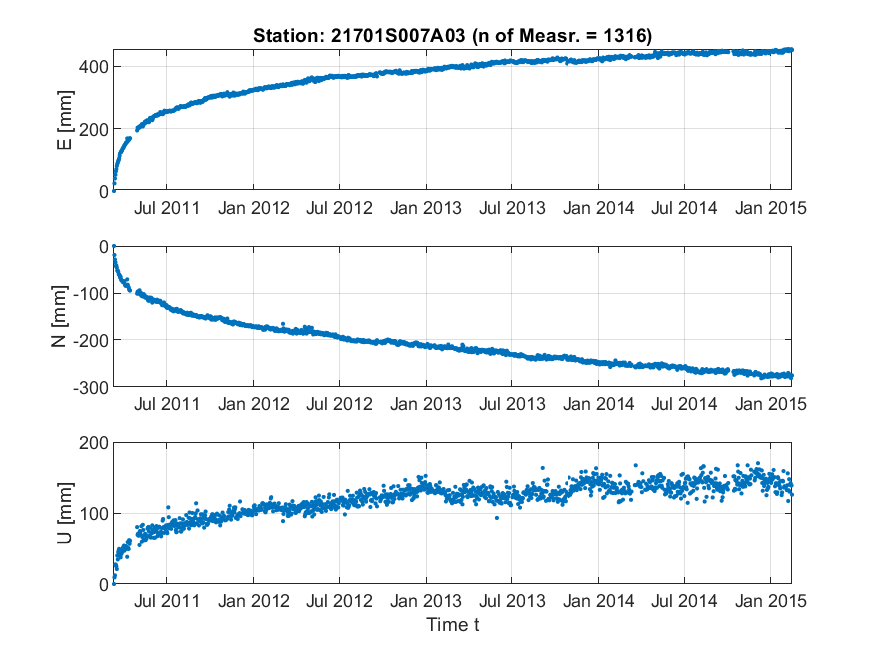 Station: 21701S007A03 (n of Measr. = 1316)
400
200
0
E [mm]
Jul 2011 Jan 2012 Jul 2012 Jan 2013 Jul 2013 Jan 2014 Jul 2014 Jan 2015
0
-100
-200
-300
N [mm]
Jul 2011 Jan 2012 Jul 2012 Jan 2013 Jul 2013 Jan 2014 Jul 2014 Jan 2015
200
100
0
U [mm]
Jul 2011 Jan 2012 Jul 2012 Jan 2013 Jul 2013 Jan 2014 Jul 2014 Jan 2015
Time t